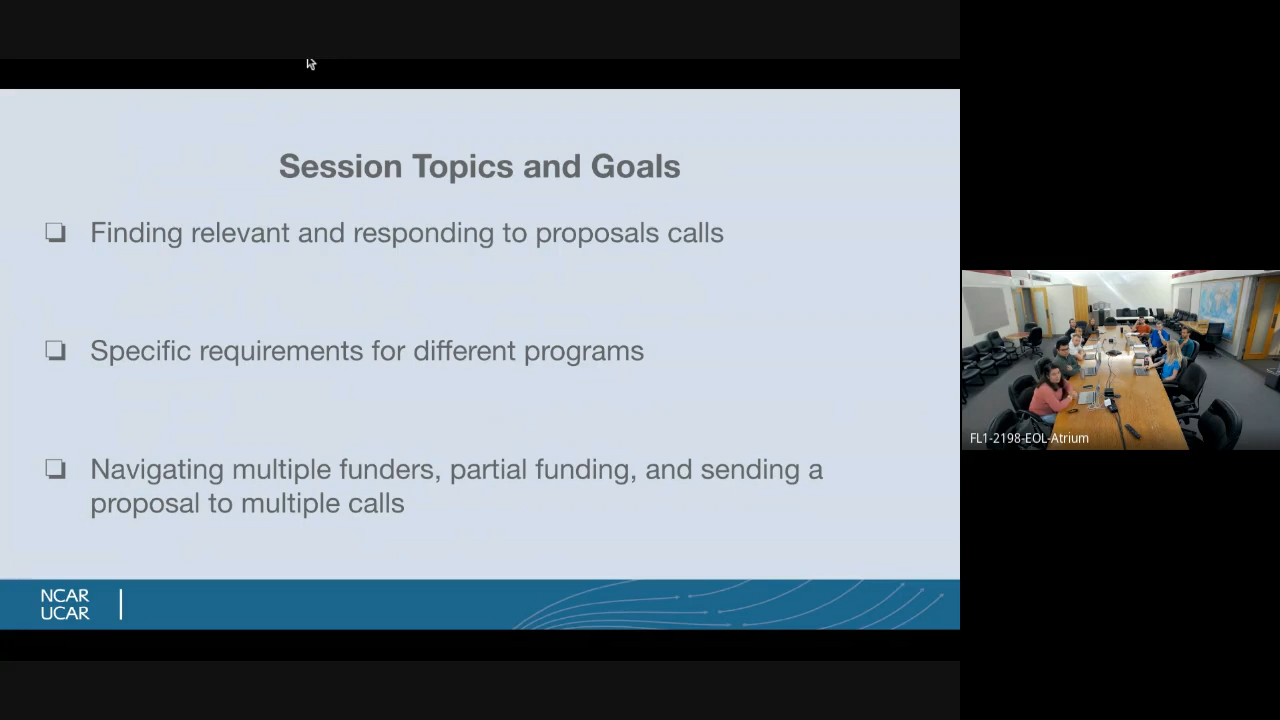 Session Topics and Goals
❏ Finding relevant and responding to proposals calls
❏ Specific requirements for different programs
❏ Navigating multiple funders, partial funding, and sending a
proposal to multiple calls
NCAR
UCAR
FL1-2198-EOL-Atrium